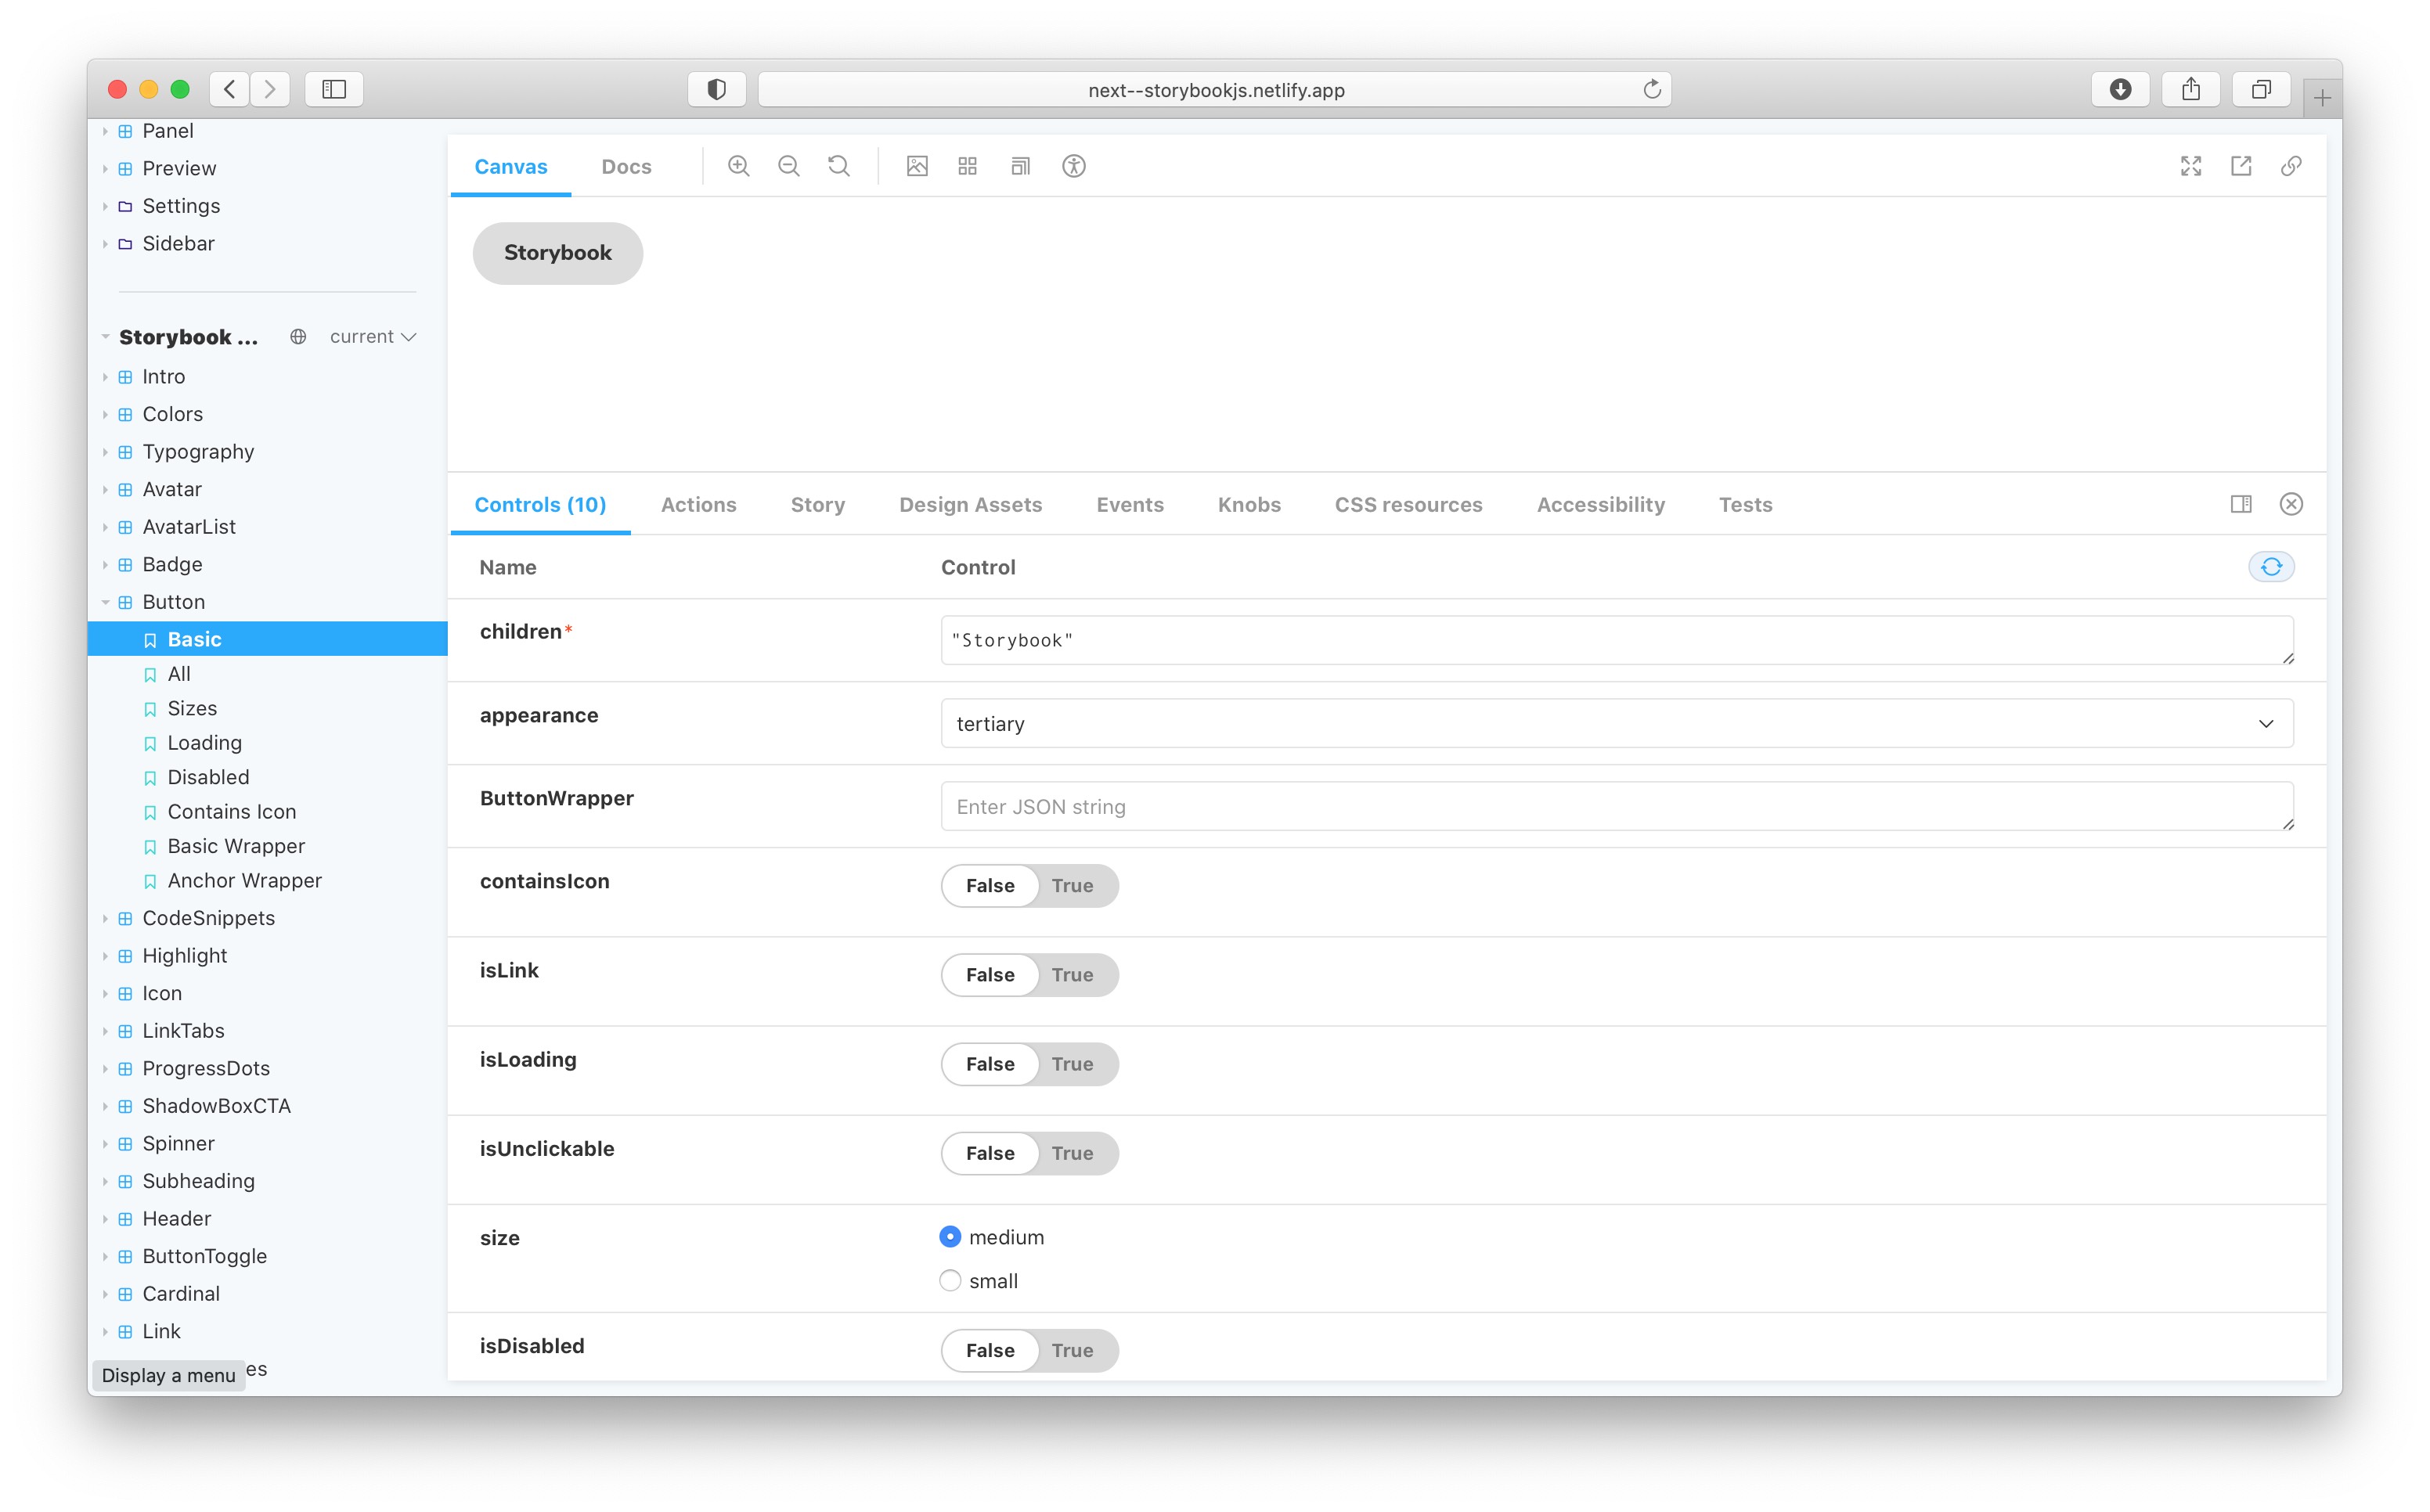 next--storybookjs.netlify.app
Panel
Preview
Settings
Sidebar
Storybook ...
current
Intro
Colors
Typography
Avatar
AvatarList
Badge
Button
Basic
All
Sizes
Loading
Disabled
Contains Icon
Basic Wrapper
Anchor Wrapper
CodeSnippets
Highlight
Icon
LinkTabs
ProgressDots
ShadowBoxCTA
Spinner
Subheading
Header
ButtonToggle
Cardinal
Link
es
Display a menu
Canvas Docs
Storybook
Controls (10) Actions Story Design Assets Events Knobs CSS resources Accessibility Tests
Name Control
children* "Storybook"
appearance tertiary
ButtonWrapper Enter JSON string
containsIcon False True
isLink False True
isLoading False True
isUnclickable False True
size medium
small
isDisabled False True